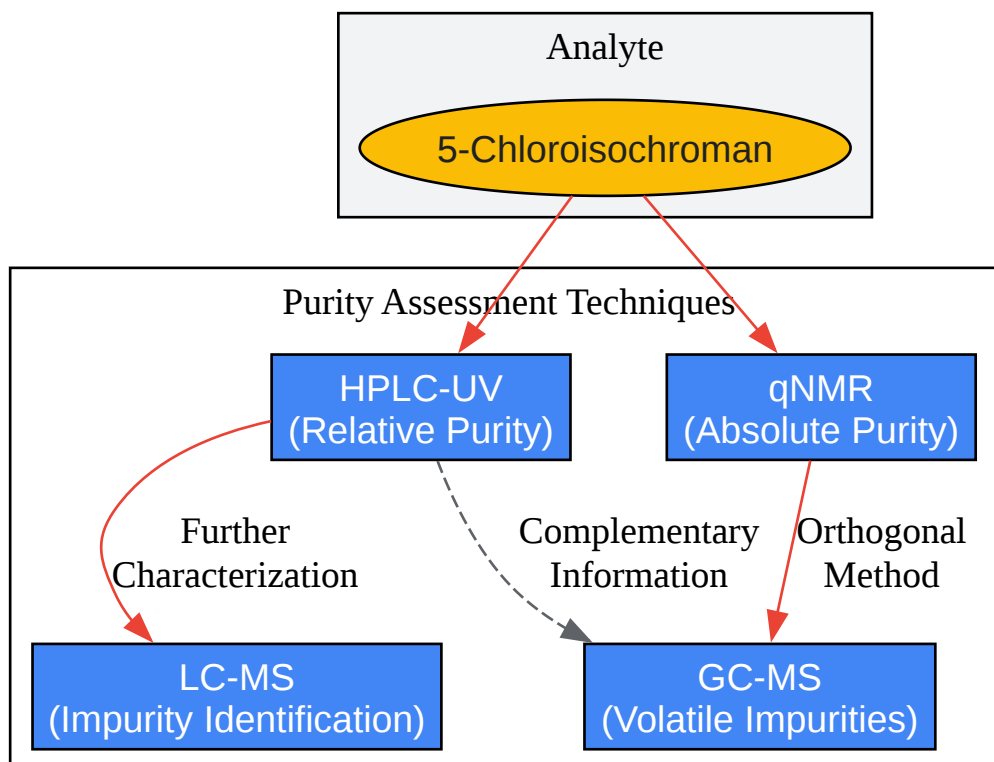 Analyte
5-Chloroisochroman
Purity Assessment Techniques
HPLC-UV
(Relative Purity)
qNMR
(Absolute Purity)
Further
Characterization
Complementary
Information
Orthogonal
Method
LC-MS
(Impurity Identification)
GC-MS
(Volatile Impurities)